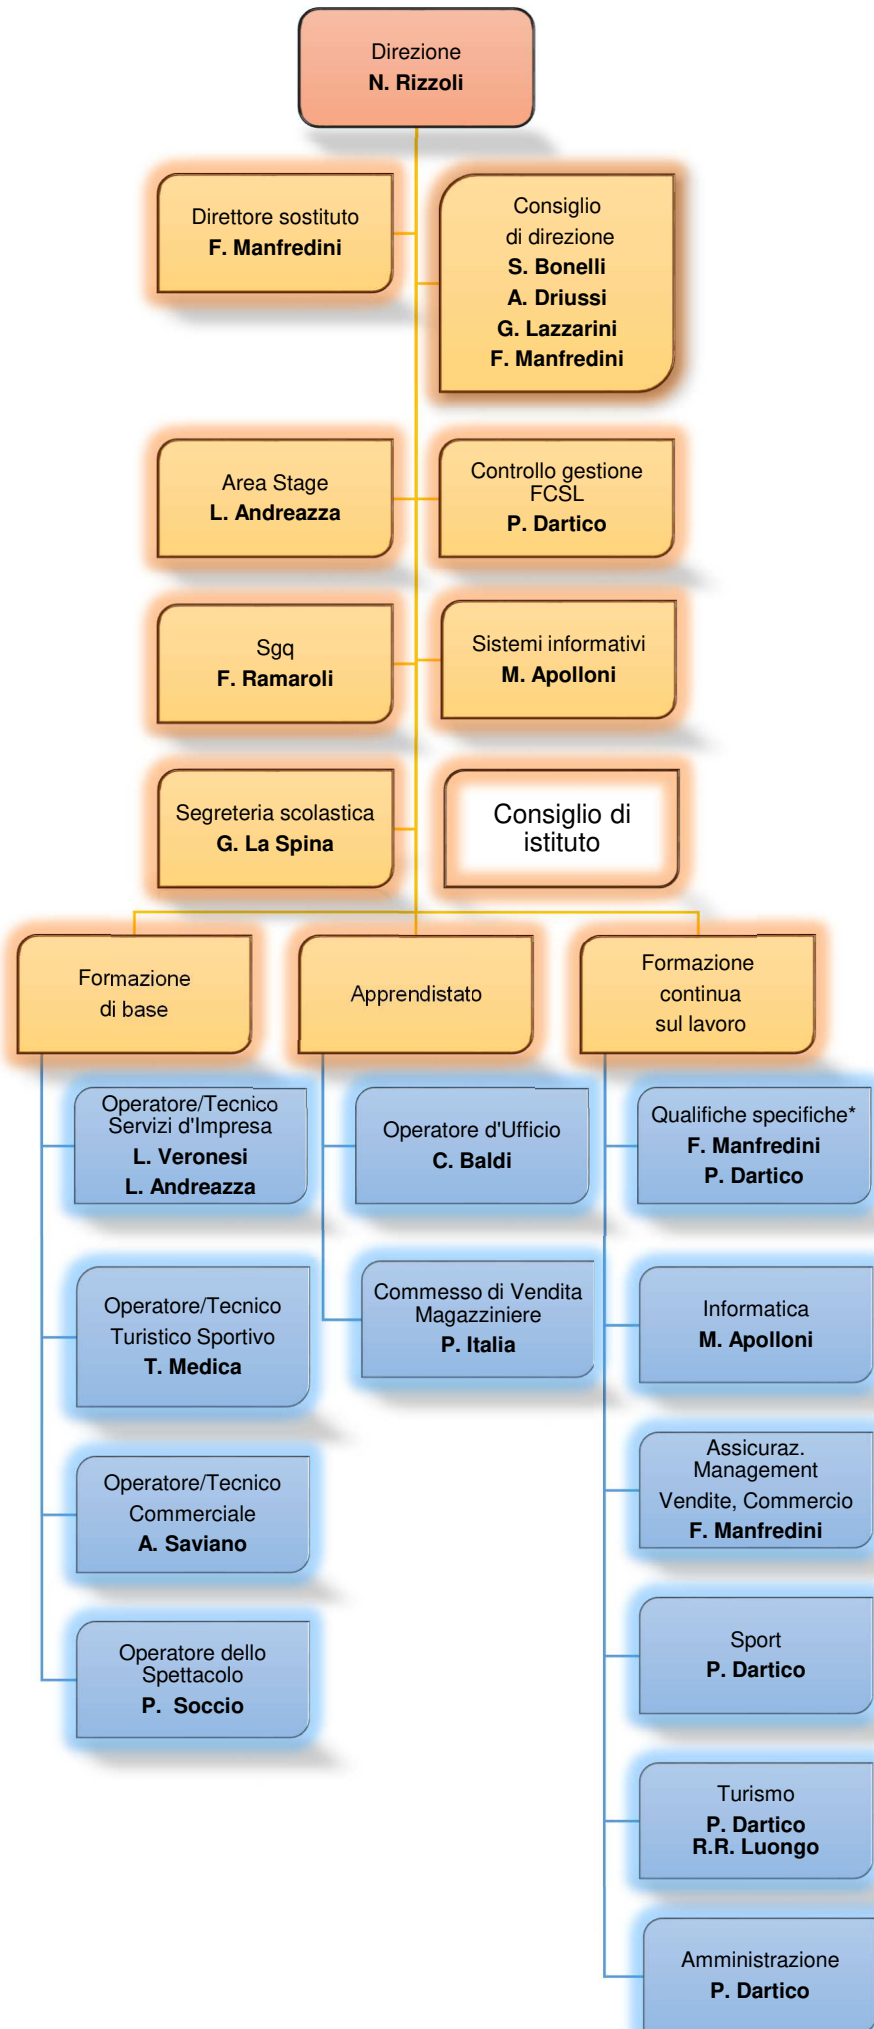 Direzione
N. Rizzoli
Direttore sostituto
F. Manfredini
Consiglio
di direzione
S. Bonelli
A. Driussi
G. Lazzarini
F. Manfredini
Area Stage
L. Andreazza
Controllo gestione
FCSL
P. Dartico
Sgq
F. Ramaroli
Sistemi informativi
M. Apolloni
Segreteria scolastica
G. La Spina
Consiglio di
istituto
Formazione
di base
Apprendistato
Formazione
continua
sul lavoro
Operatore/Tecnico
Servizi d'Impresa
L. Veronesi
L. Andreazza
Operatore d'Ufficio
C. Baldi
Qualifiche specifiche*
F. Manfredini
P. Dartico
Operatore/Tecnico
Turistico Sportivo
T. Medica
Commesso di Vendita
Magazziniere
P. Italia
Informatica
M. Apolloni
Operatore/Tecnico
Commerciale
A. Saviano
Assicuraz.
Management
Vendite, Commercio
F. Manfredini
Operatore dello
Spettacolo
P. Soccio
Sport
P. Dartico
Turismo
P. Dartico
R.R. Luongo
Amministrazione
P. Dartico